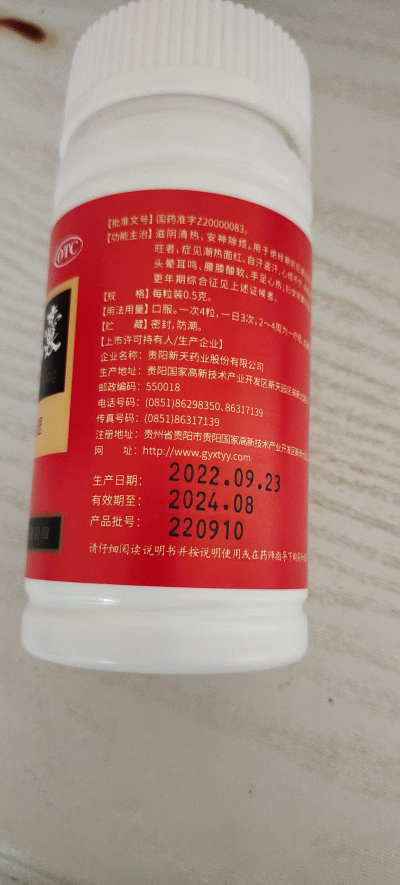 OTC
【批准文号】国药准字Z20000083。
【功能主治】滋阴清热，安神除烦。用于绝经前后
旺者，症见潮热面红、自汗盗汗、心烦不
头晕耳鸣、腰膝酸软、手足心热；妇女
更年期综合征见上述证候者。
【规 格】每粒装0.5克。
【用法用量】口服。一次4粒，一日3次，2～4周为一疗程
【贮 藏】密封，防潮。
【上市许可持有人/生产企业】
企业名称：贵阳新天药业股份有限公司
生产地址：贵阳国家高新技术产业开发区新天园区
邮政编码：550018
电话号码：(0851)86298350、86317139
传真号码：(0851)86317139
注册地址：贵州省贵阳市贵阳国家高新技术产业开发区
网 址：http://www.gyxtyy.com
生产日期：2022.09.23
有效期至：2024.08
产品批号：220910
请仔细阅读说明书并按说明使用或在药师指导下购买